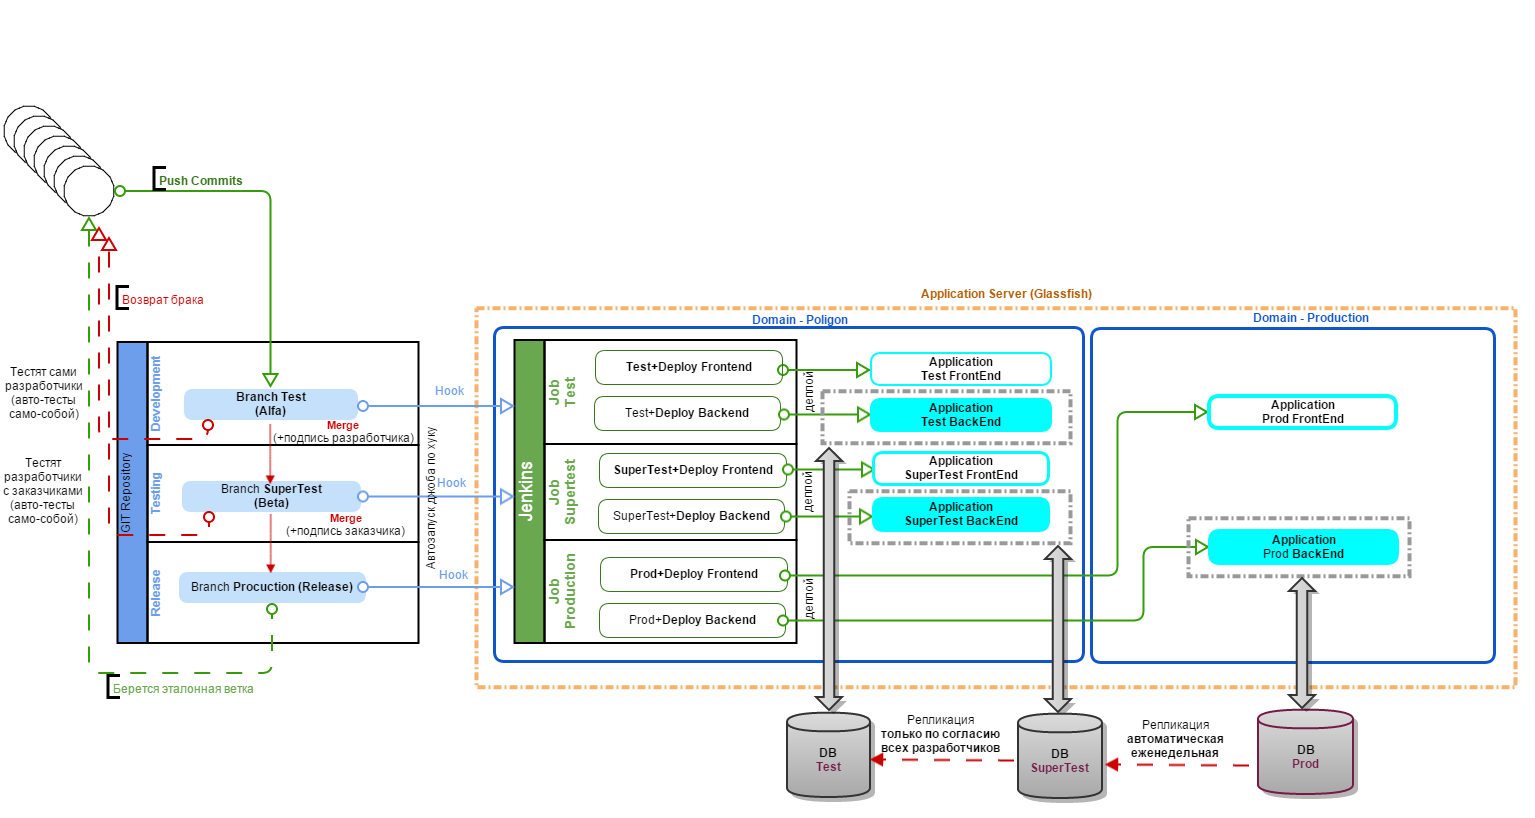 Push Commits
Возврат брака
Тестят сами
разработчики
(авто-тесты
само-собой)
Тестят
разработчики
с заказчиками
(авто-тесты
само-собой)
GIT Repository
Development
Branch Test
(Alfa)
Merge
(+подпись разработчика)
Testing
Branch SuperTest
(Beta)
Merge
(+подпись заказчика)
Release
Branch Procuction (Release)
Берется эталонная ветка
Hook
Hook
Hook
Автозапуск джоба по хуку
Application Server (Glassfish)
Domain - Poligon
Domain - Production
Jenkins
Job
Test
Test+Deploy Frontend
Test+Deploy Backend
деплой
Job
Supertest
SuperTest+Deploy Frontend
SuperTest+Deploy Backend
деплой
Job
Production
Prod+Deploy Frontend
Prod+Deploy Backend
деплой
Application
Test FrontEnd
Application
Test BackEnd
Application
SuperTest FrontEnd
Application
SuperTest BackEnd
Application
Prod FrontEnd
Application
Prod BackEnd
DB
Test
Репликация
только по согласию
всех разработчиков
DB
SuperTest
Репликация
автоматическая
еженедельная
DB
Prod